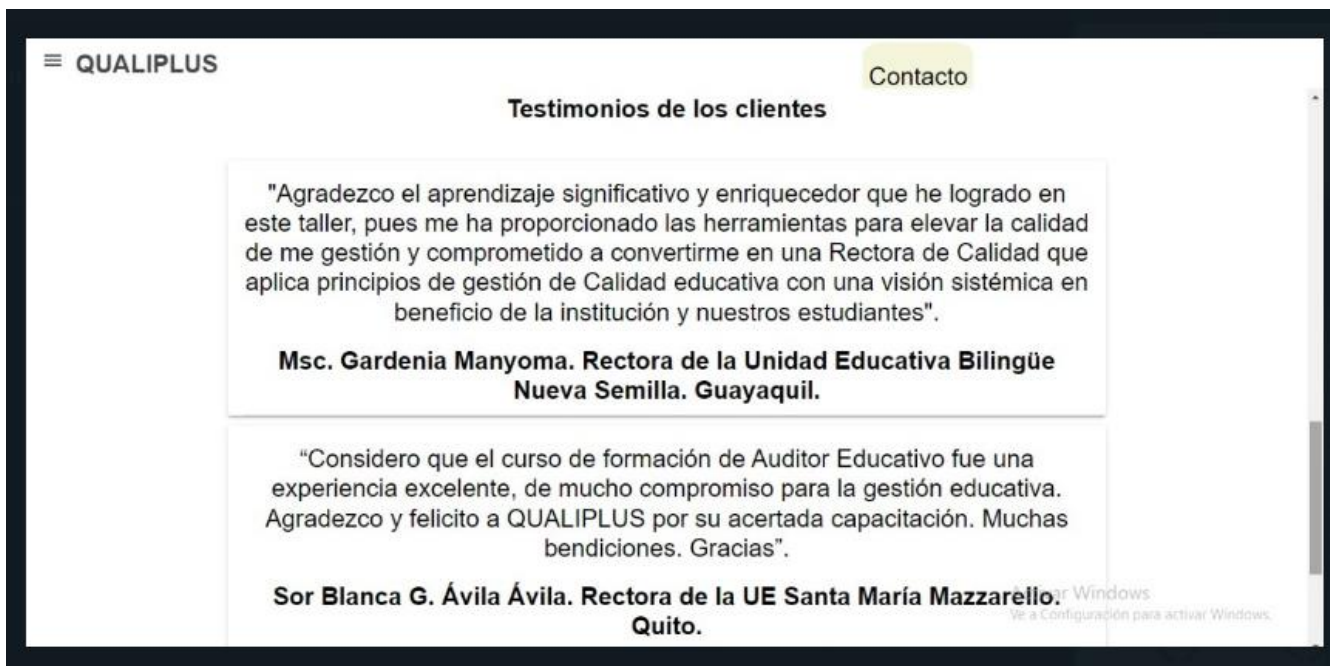 ≡ QUALIPLUS
Contacto
Testimonios de los clientes
"Agradezco el aprendizaje significativo y enriquecedor que he logrado en
este taller, pues me ha proporcionado las herramientas para elevar la calidad
de me gestión y comprometido a convertirme en una Rectora de Calidad que
aplica principios de gestión de Calidad educativa con una visión sistémica en
beneficio de la institución y nuestros estudiantes".
Msc. Gardenia Manyoma. Rectora de la Unidad Educativa Bilingüe
Nueva Semilla. Guayaquil.
“Considero que el curso de formación de Auditor Educativo fue una
experiencia excelente, de mucho compromiso para la gestión educativa.
Agradezco y felicito a QUALIPLUS por su acertada capacitación. Muchas
bendiciones. Gracias”.
Sor Blanca G. Ávila Ávila. Rectora de la UE Santa María Mazzarello.
Quito.
Activar Windows
Ve a Configuración para activar Windows.